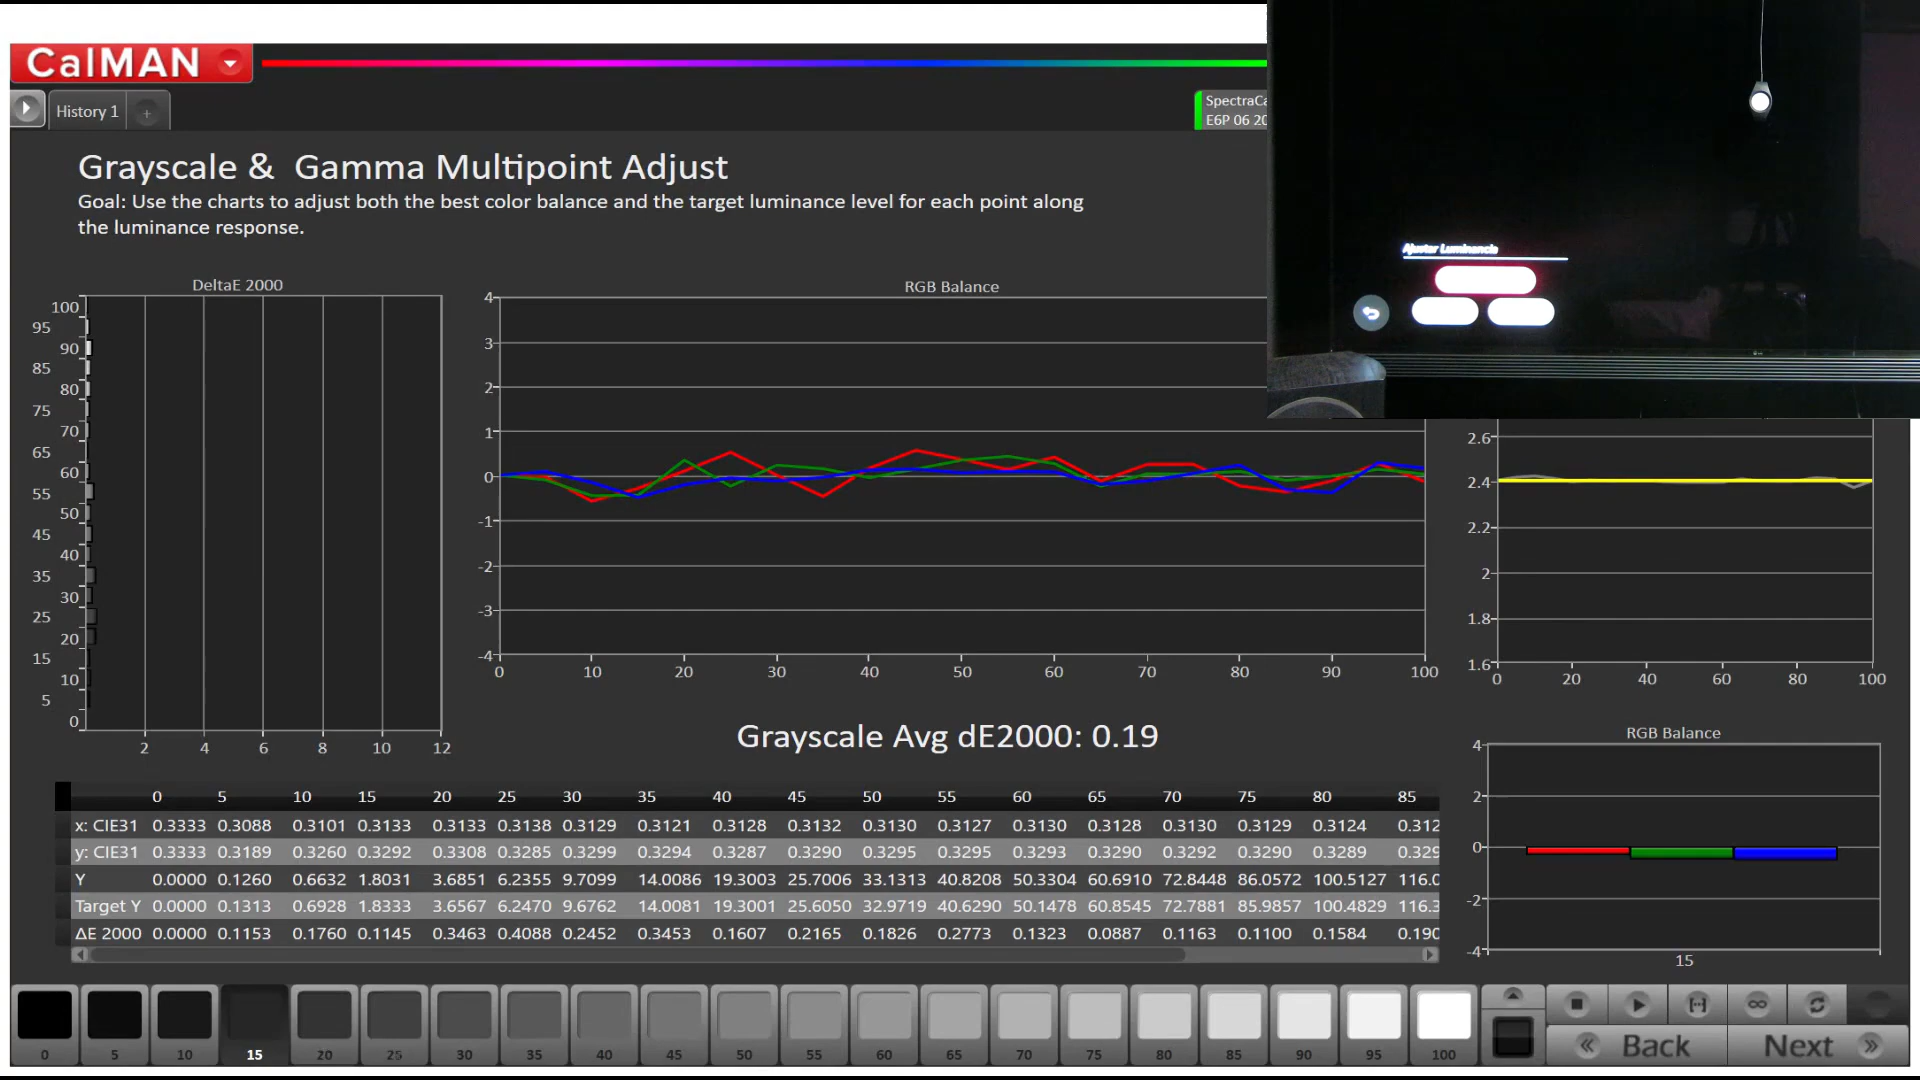 CalMAN
History 1
SpectraCa
E6P 06 20
Grayscale & Gamma Multipoint Adjust
Goal: Use the charts to adjust both the best color balance and the target luminance level for each point along
the luminance response.
Ajustar Luminancia
DeltaE 2000
100
95
90
85
80
75
70
65
60
55
50
45
40
35
30
25
20
15
10
5
0
2 4 6 8 10 12
RGB Balance
4
3
2
1
0
-1
-2
-3
-4
0 10 20 30 40 50 60 70 80 90 100
2.6
2.4
2.2
2
1.8
1.6
0 20 40 60 80 100
Grayscale Avg dE2000: 0.19
RGB Balance
4
2
0
-2
-4
15
0 5 10 15 20 25 30 35 40 45 50 55 60 65 70 75 80 85
x: CIE31 0.3333 0.3088 0.3101 0.3133 0.3133 0.3138 0.3129 0.3121 0.3128 0.3132 0.3130 0.3127 0.3130 0.3128 0.3130 0.3129 0.3124 0.312
y: CIE31 0.3333 0.3189 0.3260 0.3292 0.3308 0.3285 0.3299 0.3294 0.3287 0.3290 0.3295 0.3295 0.3293 0.3290 0.3292 0.3290 0.3289 0.329
Y 0.0000 0.1260 0.6632 1.8031 3.6851 6.2355 9.7099 14.0086 19.3003 25.7006 33.1313 40.8208 50.3304 60.6910 72.8448 86.0572 100.5127 116.0
Target Y 0.0000 0.1313 0.6928 1.8333 3.6567 6.2470 9.6762 14.0081 19.3001 25.6050 32.9719 40.6290 50.1478 60.8545 72.7881 85.9857 100.4829 116.3
ΔE 2000 0.0000 0.1153 0.1760 0.1145 0.3463 0.4088 0.2452 0.3453 0.1607 0.2165 0.1826 0.2773 0.1323 0.0887 0.1163 0.1100 0.1584 0.190
0 5 10 15 20 25 30 35 40 45 50 55 60 65 70 75 80 85 90 95 100
Back Next